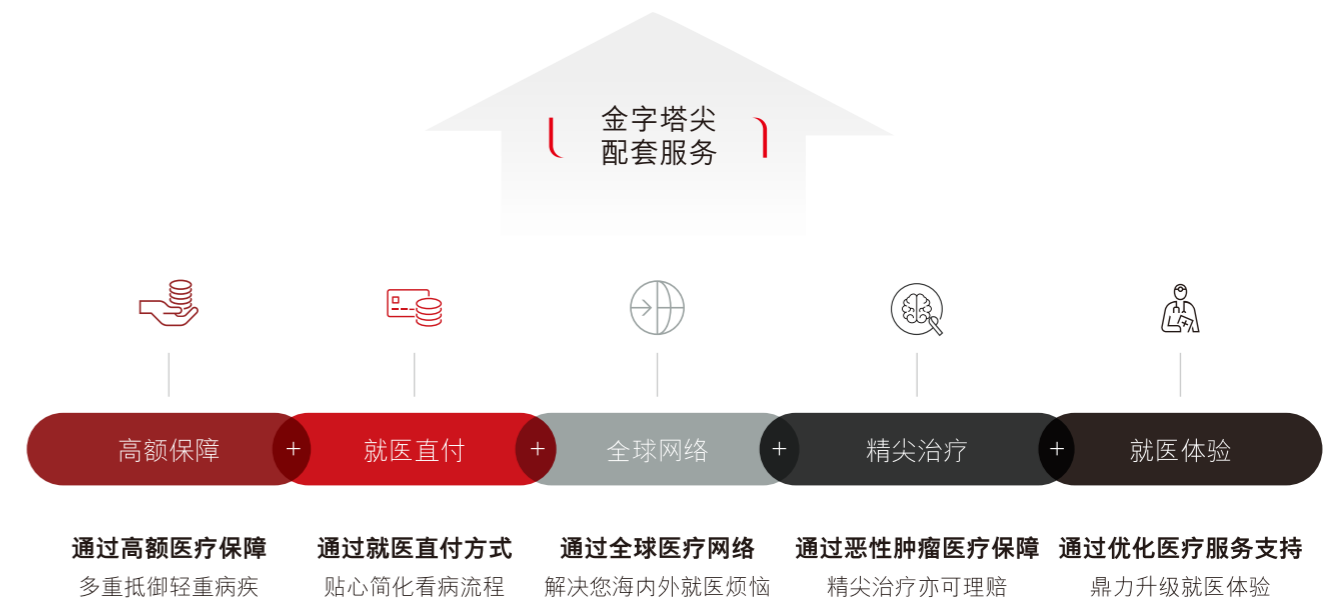 金字塔尖
配套服务
高额保障 + 就医直付 + 全球网络 + 精尖治疗 + 就医体验
通过高额医疗保障 通过就医直付方式 通过全球医疗网络 通过恶性肿瘤医疗保障 通过优化医疗服务支持
多重抵御轻重病疾 贴心简化看病流程 解决您海内外就医烦恼 精尖治疗亦可理赔 鼎力升级就医体验